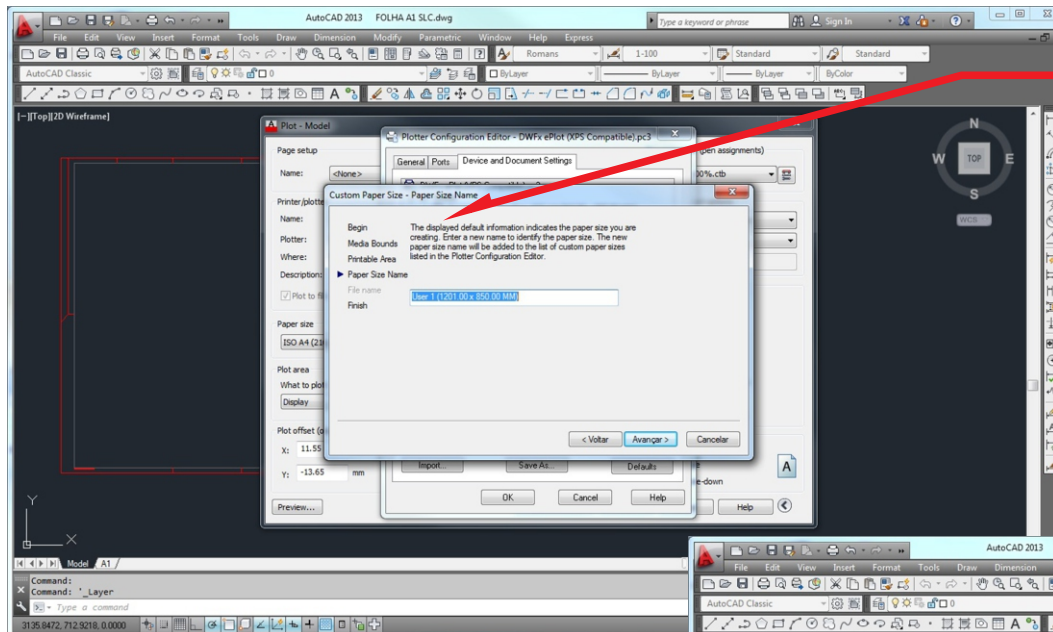 AutoCAD 2013 FOLHA A1 SLC.dwg
Type a keyword or phrase
Sign In
File Edit View Insert Format Tools Draw Dimension Modify Parametric Window Help Express
Romans 1-100 Standard Standard
AutoCAD Classic 0 ByLayer ByLayer ByLayer ByColor
[−][Top][2D Wireframe]
Plot - Model
Page setup
Name: <None>
Printer/plotte
Name:
Plotter:
Where:
Description:
Plot to fi
Paper size
ISO A4 (21
Plot area
What to plot
Display
Plot offset (o
X: 11.55
Y: -13.65 mm
Preview...
Plotter Configuration Editor - DWFx ePlot (XPS Compatible).pc3
General Ports Device and Document Settings
(pen assignments)
00%.ctb
Custom Paper Size - Paper Size Name
Begin
Media Bounds
Printable Area
Paper Size Name
File name
Finish
The displayed default information indicates the paper size you are
creating. Enter a new name to identify the paper size. The new
paper size name will be added to the list of custom paper sizes
listed in the Plotter Configuration Editor.
User 1 (1201.00 x 850.00 MM)
< Voltar Avançar > Cancelar
Import... Save As... Defaults
OK Cancel Help
e-down
Help
N
W TOP E
S
WCS
Y
X
Model A1
Command:
Command: '_Layer
Type a command
3135.8472, 712.9218, 0.0000
AutoCAD 2013
File Edit View Insert Format Tools Draw Dimension
AutoCAD Classic 0